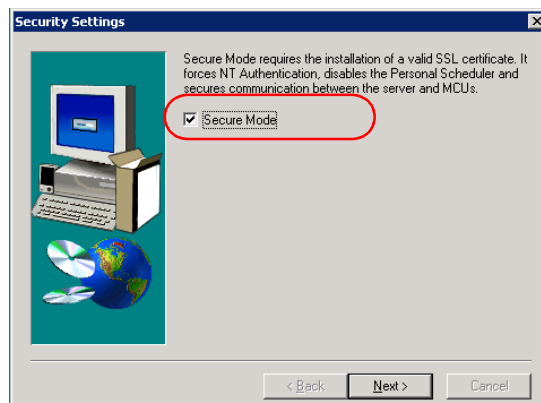 Security Settings
Secure Mode requires the installation of a valid SSL certificate. It
forces NT Authentication, disables the Personal Scheduler and
secures communication between the server and MCUs.
Secure Mode
< Back
Next >
Cancel